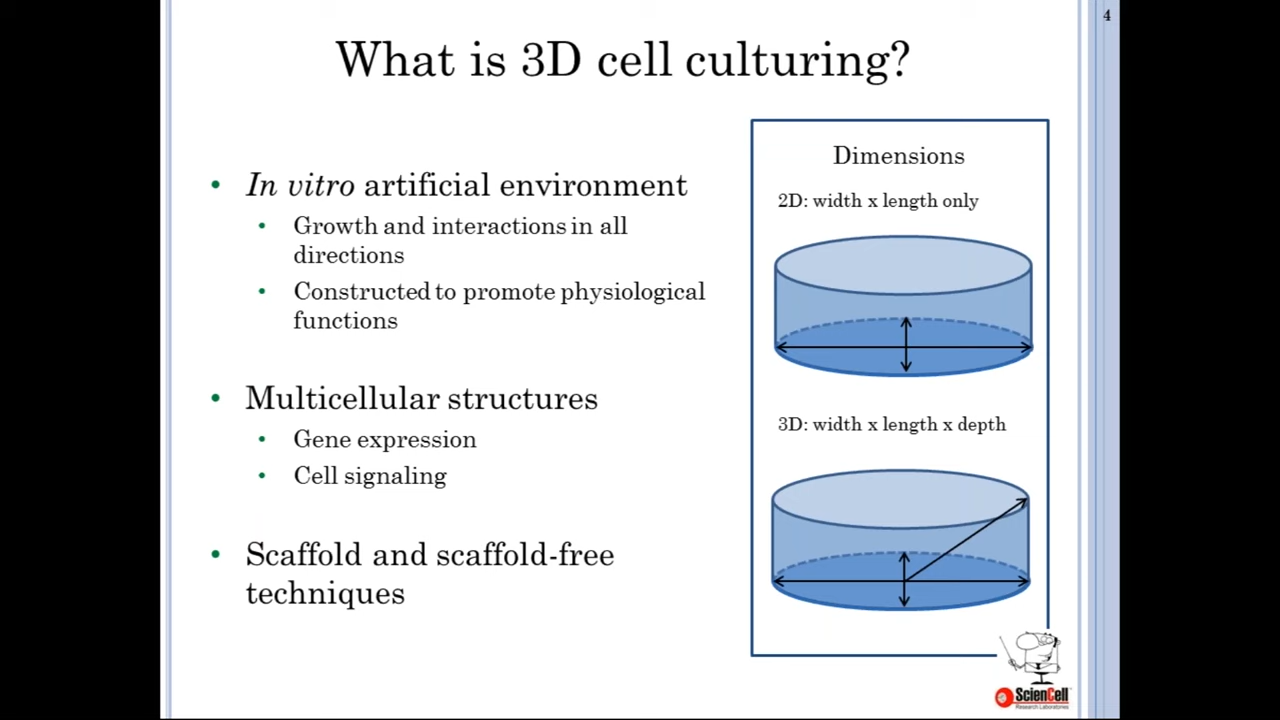 4
What is 3D cell culturing?
• In vitro artificial environment
• Growth and interactions in all
directions
• Constructed to promote physiological
functions
• Multicellular structures
• Gene expression
• Cell signaling
• Scaffold and scaffold-free
techniques
Dimensions
2D: width x length only
3D: width x length x depth
ScienCell
Research Laboratories